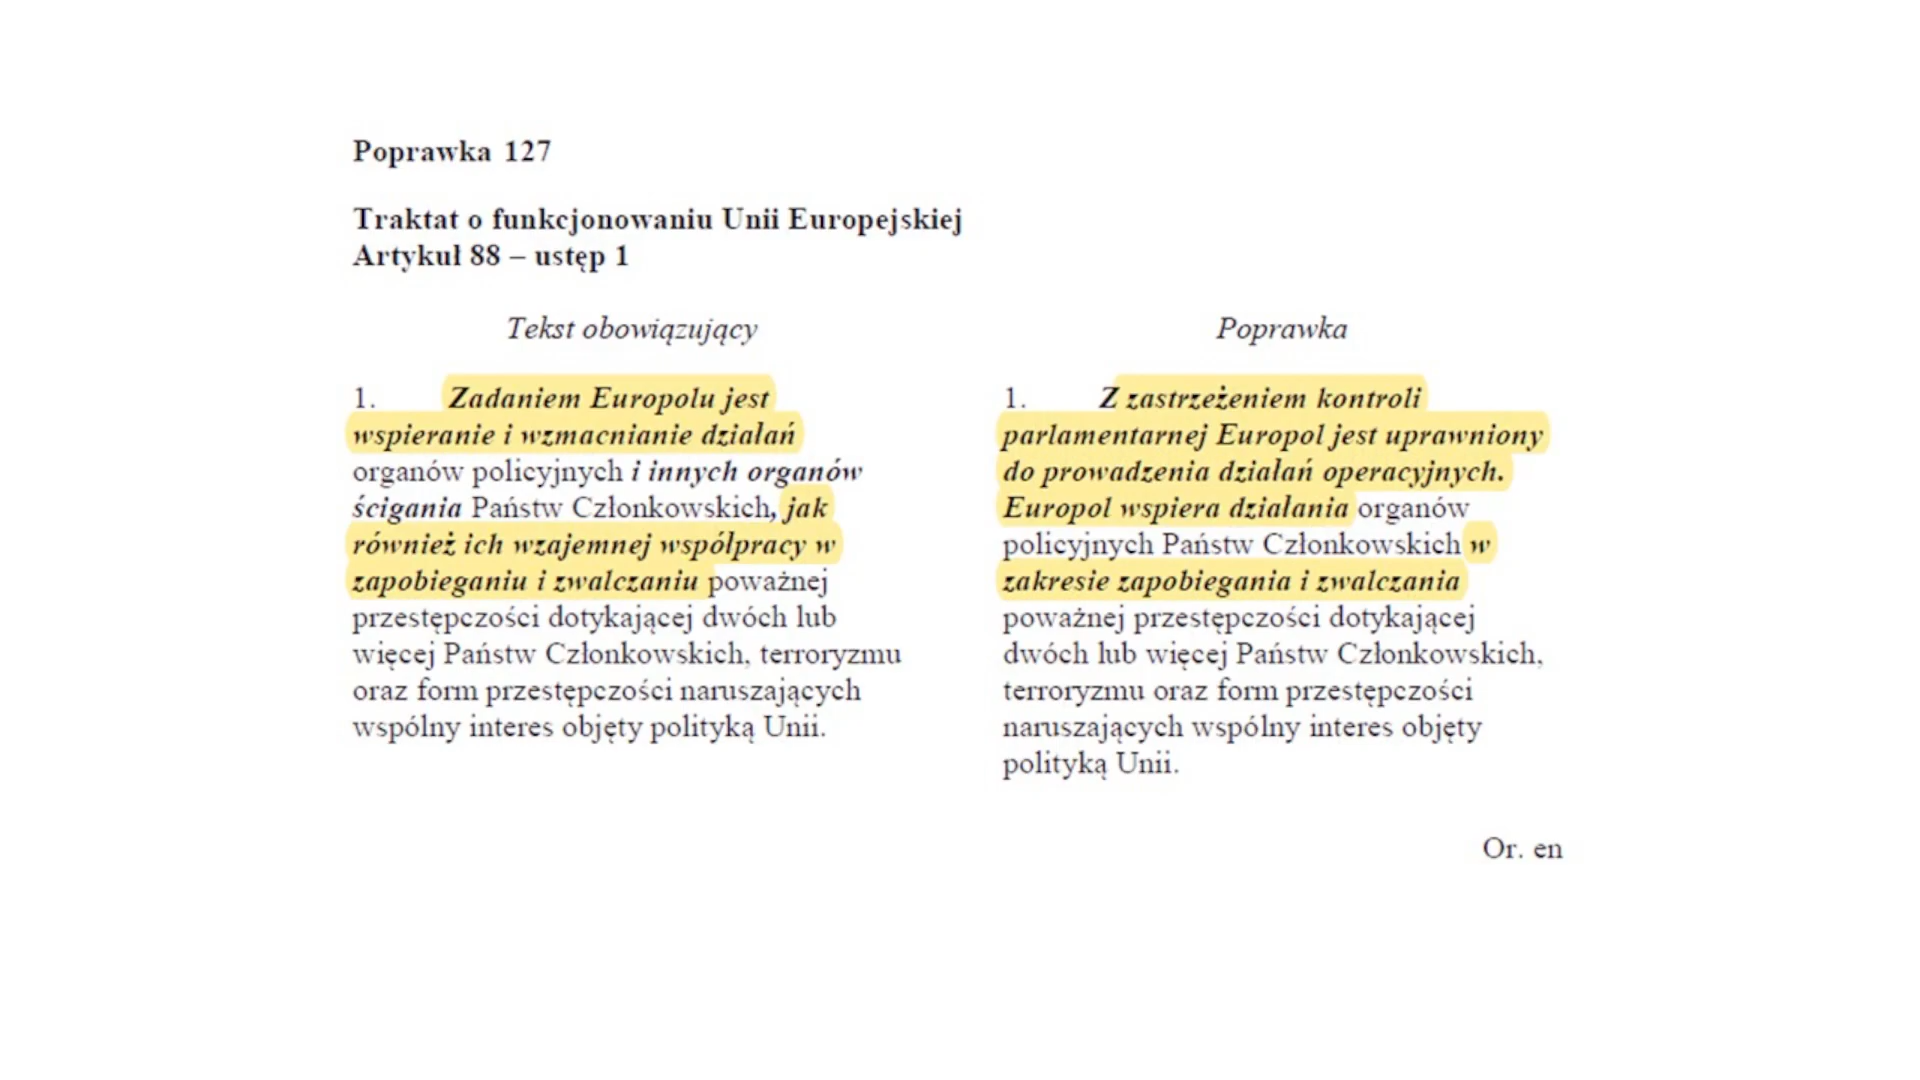 Poprawka 127
Traktat o funkcjonowaniu Unii Europejskiej
Artykuł 88 – ustęp 1
Tekst obowiązujący
1. Zadaniem Europolu jest
wspieranie i wzmacnianie działań
organów policyjnych i innych organów
ścigania Państw Członkowskich, jak
również ich wzajemnej współpracy w
zapobieganiu i zwalczaniu poważnej
przestępczości dotykającej dwóch lub
więcej Państw Członkowskich, terroryzmu
oraz form przestępczości naruszających
wspólny interes objęty polityką Unii.
Poprawka
1. Z zastrzeżeniem kontroli
parlamentarnej Europol jest uprawniony
do prowadzenia działań operacyjnych.
Europol wspiera działania organów
policyjnych Państw Członkowskich w
zakresie zapobiegania i zwalczania
poważnej przestępczości dotykającej
dwóch lub więcej Państw Członkowskich,
terroryzmu oraz form przestępczości
naruszających wspólny interes objęty
polityką Unii.
Or. en